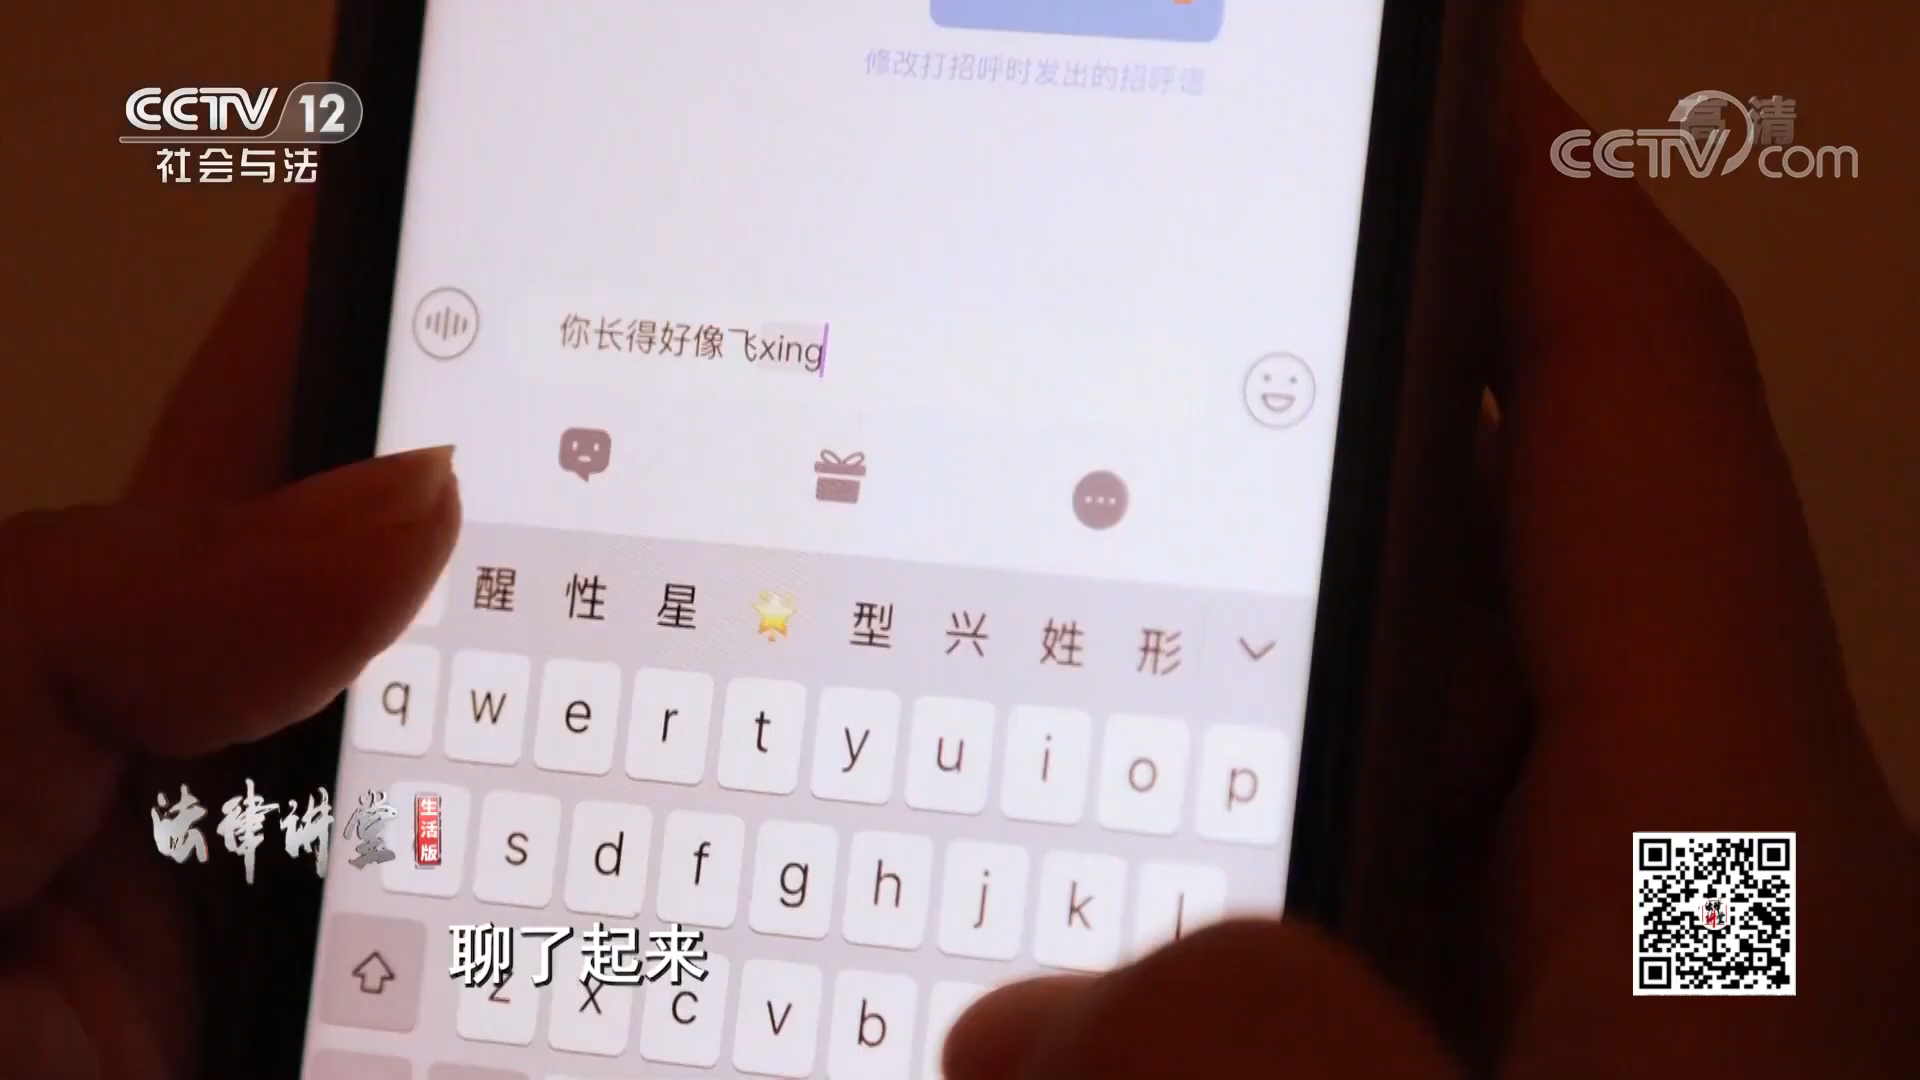 修改打招呼时发出的招呼语
CCTV 12
社会与法
高清
CCTV.com
你长得好像飞xing
醒 性 星 型 兴 姓 形
q w e r t y u i o p
s d f g h j k l
z x c v b
法律讲堂
生活版
聊了起来